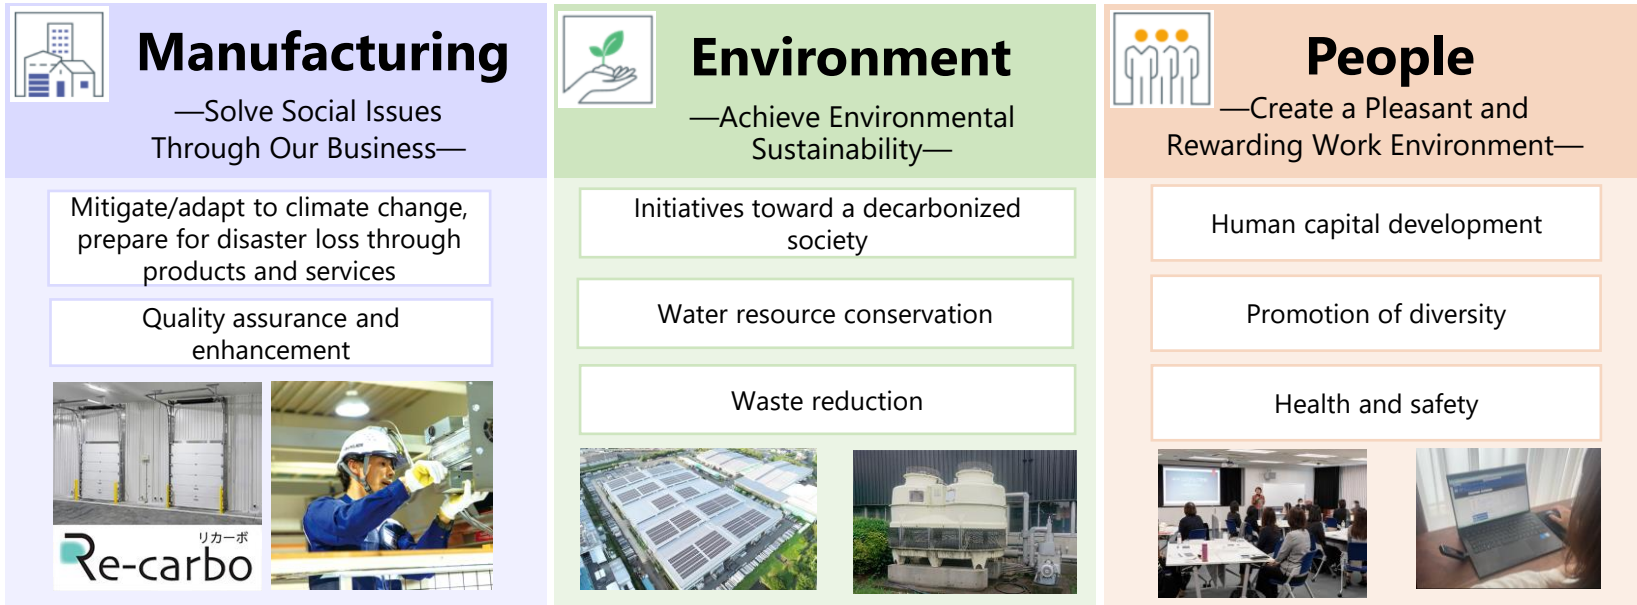 Manufacturing
—Solve Social Issues
Through Our Business—
Mitigate/adapt to climate change,
prepare for disaster loss through
products and services
Quality assurance and
enhancement
リカーボ
Re-carbo
Environment
—Achieve Environmental
Sustainability—
Initiatives toward a decarbonized
society
Water resource conservation
Waste reduction
People
—Create a Pleasant and
Rewarding Work Environment—
Human capital development
Promotion of diversity
Health and safety